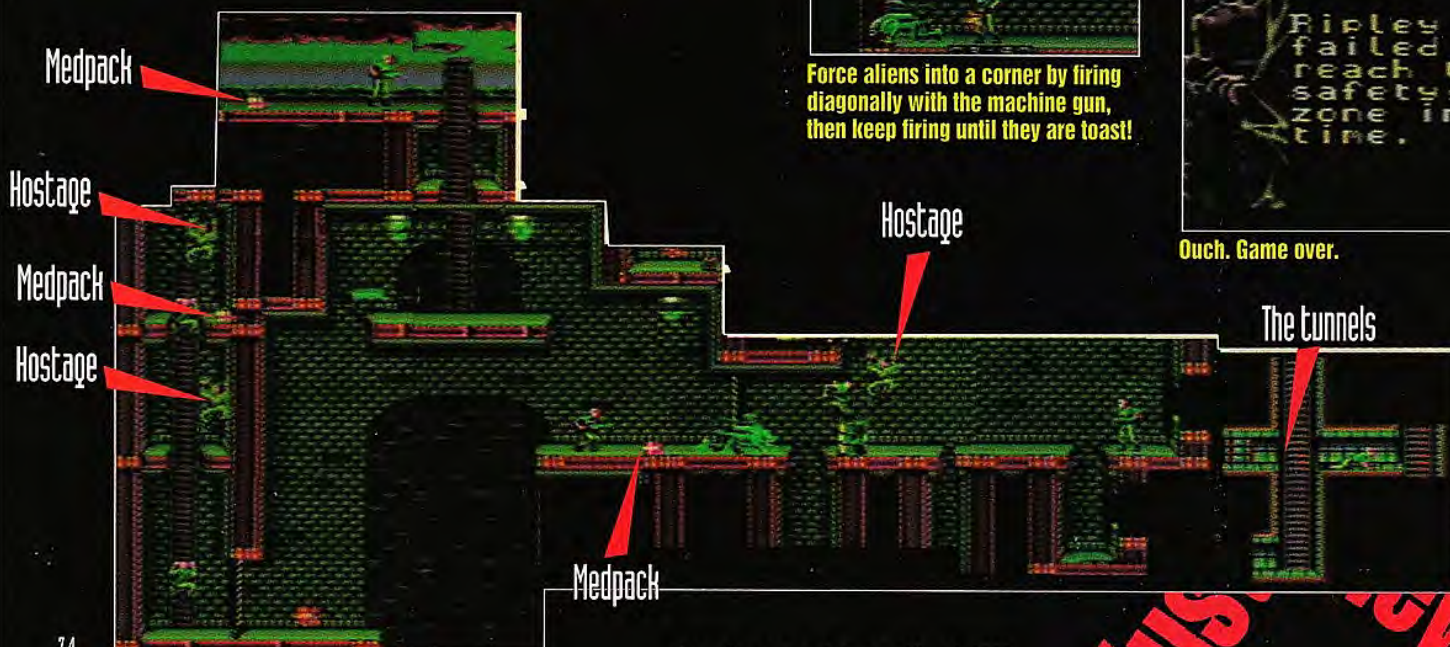 Medpack
Force aliens into a corner by firing
diagonally with the machine gun,
then keep firing until they are toast!
Ripley
failed
reach
safety
zone
time.
Ouch. Game over.
Hostage
Medpack
Hostage
Hostage
The tunnels
Medpack